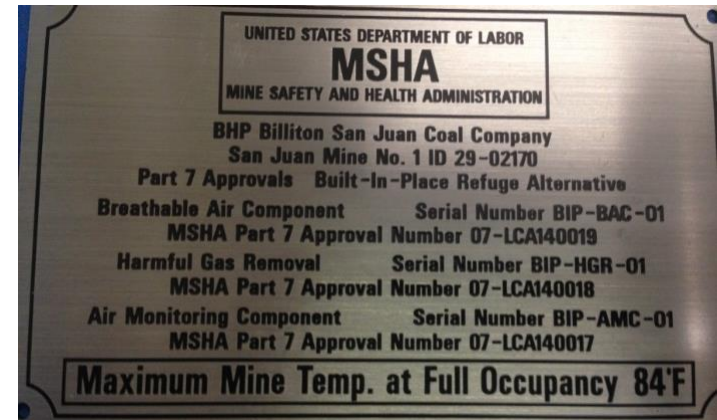 UNITED STATES DEPARTMENT OF LABOR
MSHA
MINE SAFETY AND HEALTH ADMINISTRATION
BHP Billiton San Juan Coal Company
San Juan Mine No. 1 ID 29-02170
Part 7 Approvals Built-In-Place Refuge Alternative
Breathable Air Component Serial Number BIP-BAC-01
MSHA Part 7 Approval Number 07-LCA140019
Harmful Gas Removal Serial Number BIP-HGR-01
MSHA Part 7 Approval Number 07-LCA140018
Air Monitoring Component Serial Number BIP-AMC-01
MSHA Part 7 Approval Number 07-LCA140017
Maximum Mine Temp. at Full Occupancy 84°F